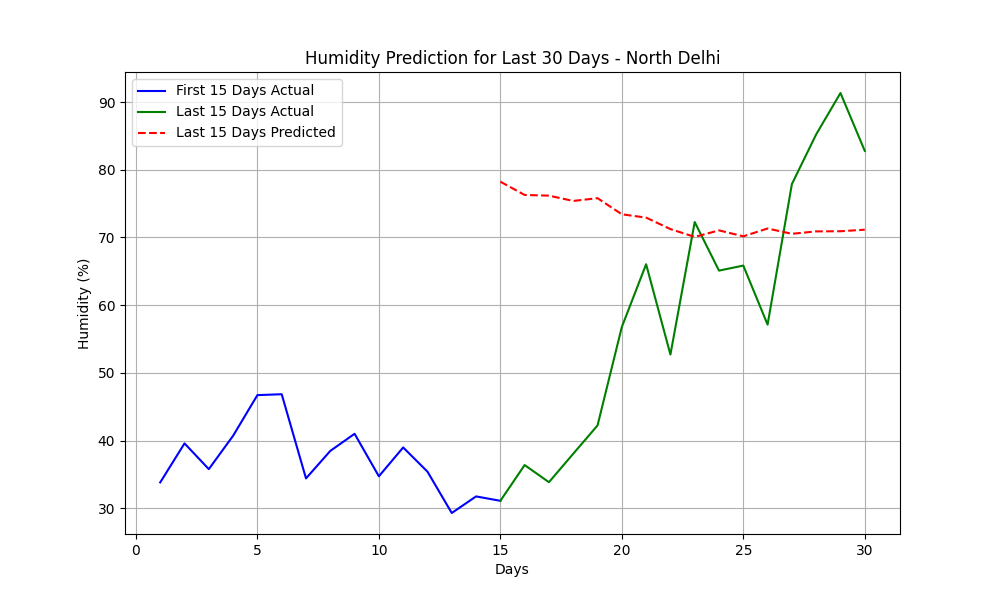 Humidity Prediction for Last 30 Days - North Delhi
First 15 Days Actual
Last 15 Days Actual
Last 15 Days Predicted
Humidity (%)
90
80
70
60
50
40
30
0 5 10 15 20 25 30
Days